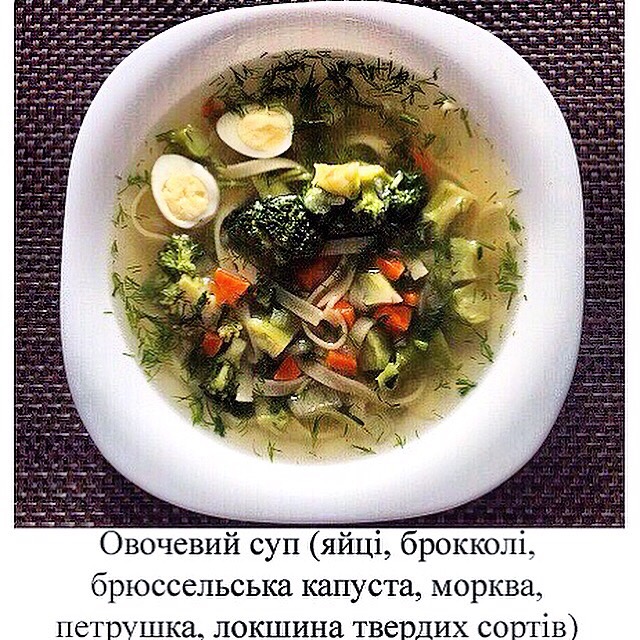 Овочевий суп (яйці, брокколі,
брюссельська капуста, морква,
петрушка, локшина твердих сортів)